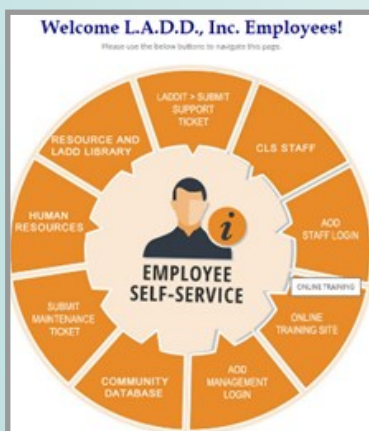 Welcome L.A.D.D., Inc. Employees!
Please use the below buttons to navigate this page.
LADDIT > SUBMIT
SUPPORT
TICKET
CLS STAFF
AOD
STAFF LOGIN
ONLINE TRAINING
ONLINE
TRAINING SITE
AOD
MANAGEMENT
LOGIN
COMMUNITY
DATABASE
SUBMIT
MAINTENANCE
TICKET
HUMAN
RESOURCES
RESOURCE AND
LADD LIBRARY
i
EMPLOYEE
SELF-SERVICE